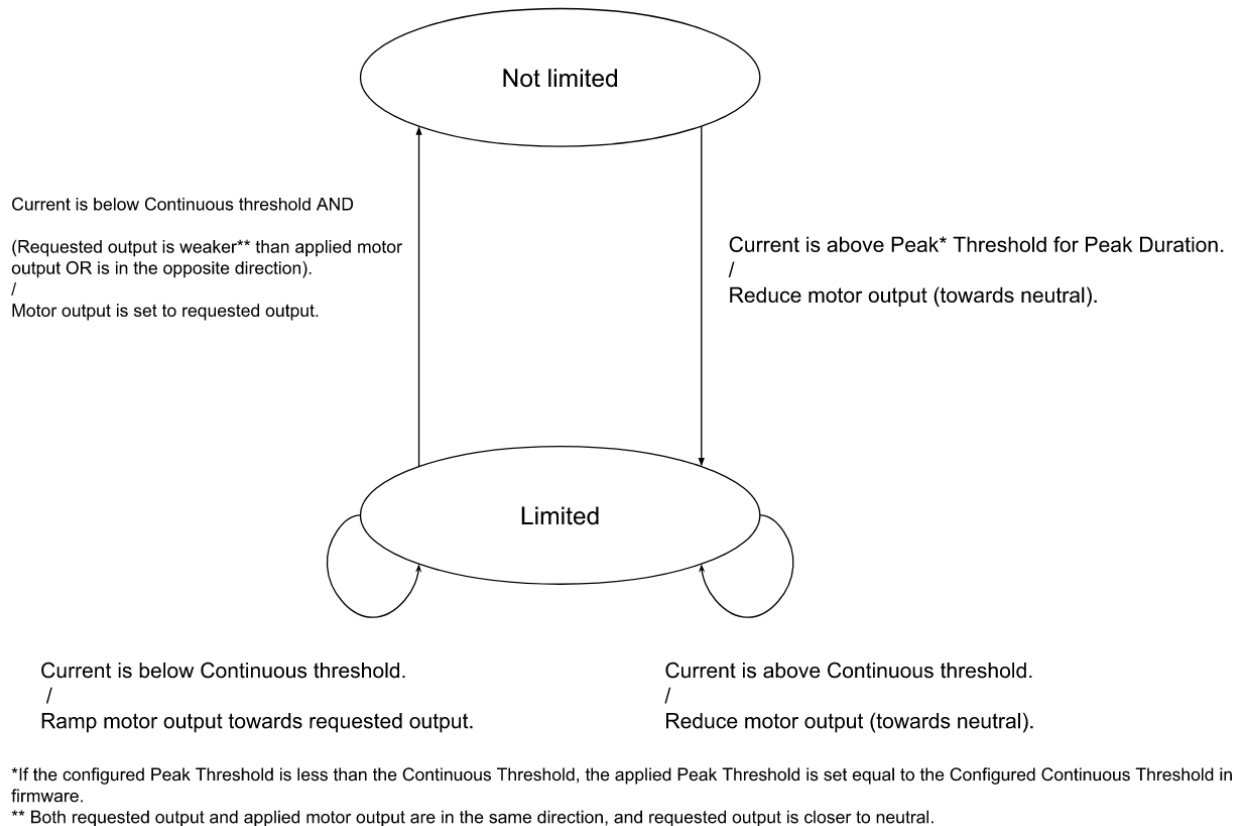 Not limited
Current is below Continuous threshold AND
(Requested output is weaker** than applied motor
output OR is in the opposite direction).
/
Motor output is set to requested output.
Current is above Peak* Threshold for Peak Duration.
/
Reduce motor output (towards neutral).
Limited
Current is below Continuous threshold.
/
Ramp motor output towards requested output.
Current is above Continuous threshold.
/
Reduce motor output (towards neutral).
*If the configured Peak Threshold is less than the Continuous Threshold, the applied Peak Threshold is set equal to the Configured Continuous Threshold in
firmware.
** Both requested output and applied motor output are in the same direction, and requested output is closer to neutral.